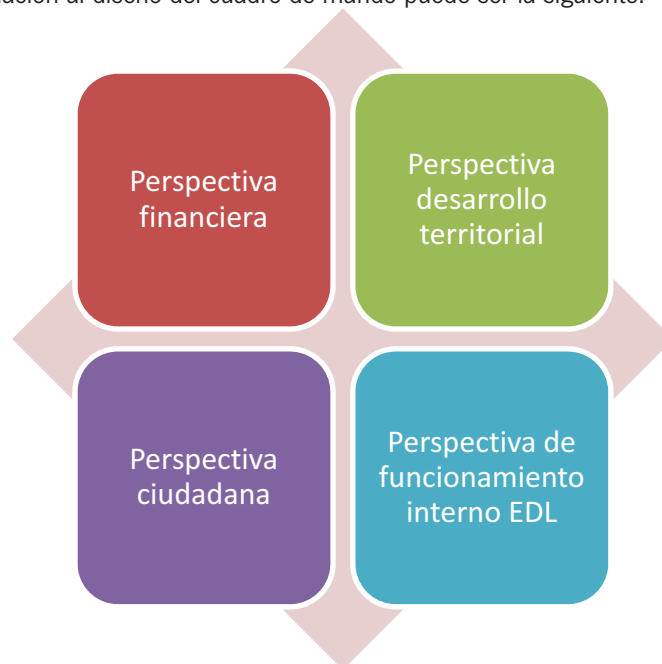 al diseño del cuadro de mando puede ser la siguiente:
Perspectiva
financiera
Perspectiva
desarrollo
territorial
Perspectiva
ciudadana
Perspectiva de
funcionamiento
interno EDL